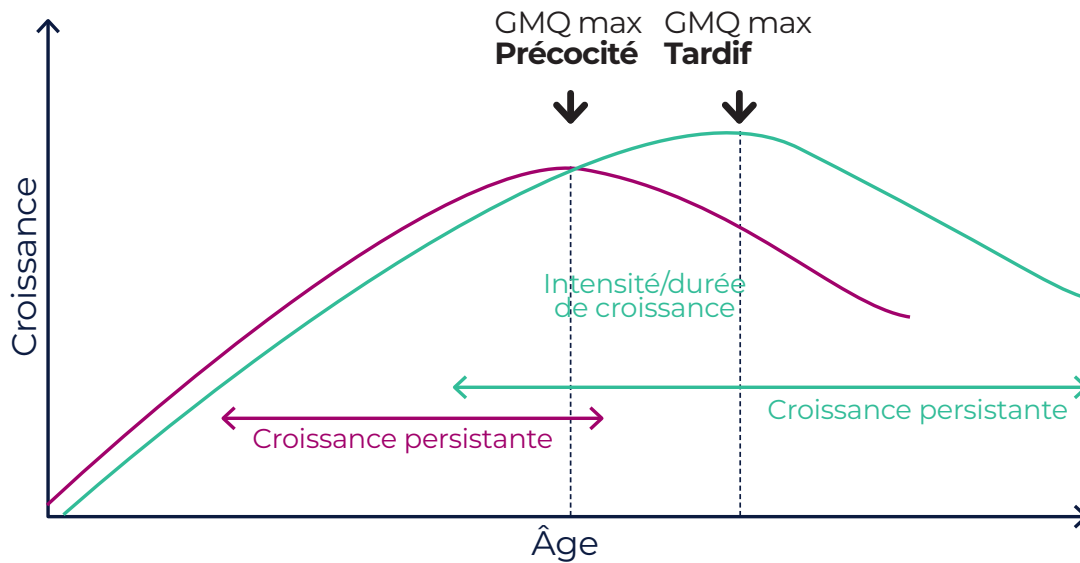 GMQ max
Précocité
GMQ max
Tardif
Croissance
Intensité/durée
de croissance
Croissance persistante
Croissance persistante
Âge